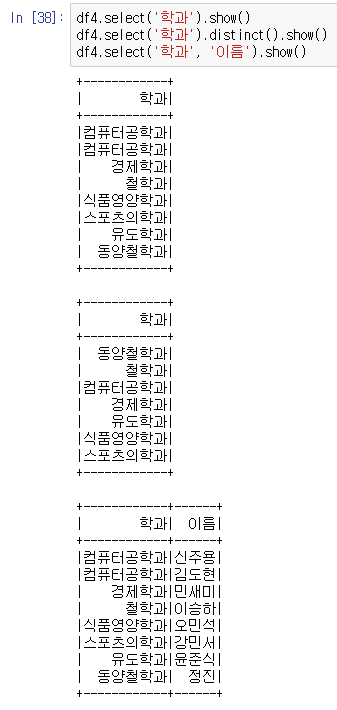 In [38]:
df4.select('학과').show()
df4.select('학과').distinct().show()
df4.select('학과', '이름').show()
+------------+
|        학과|
+------------+
|컴퓨터공학과|
|컴퓨터공학과|
|    경제학과|
|      철학과|
|식품영양학과|
|스포츠의학과|
|    유도학과|
|  동양철학과|
+------------+
+------------+
|        학과|
+------------+
|  동양철학과|
|      철학과|
|컴퓨터공학과|
|    경제학과|
|    유도학과|
|식품영양학과|
|스포츠의학과|
+------------+
+------------+------+
|        학과|  이름|
+------------+------+
|컴퓨터공학과|신주용|
|컴퓨터공학과|김도현|
|    경제학과|민새미|
|      철학과|이승하|
|식품영양학과|오민석|
|스포츠의학과|강민서|
|    유도학과|윤준식|
|  동양철학과|  정진|
+------------+------+